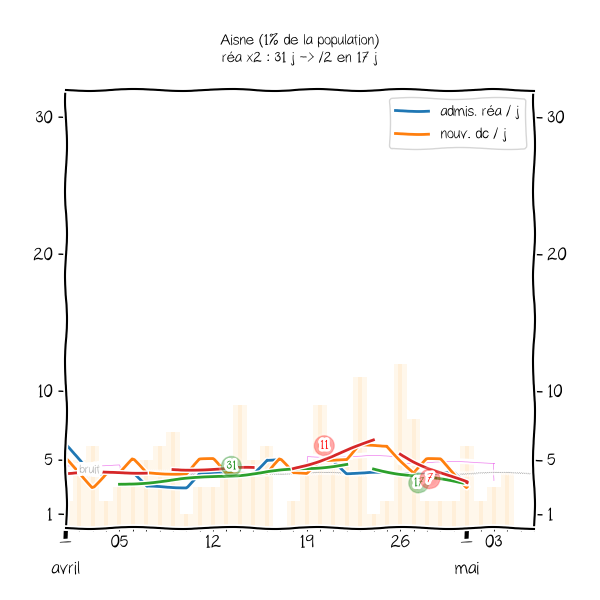 Aisne (1% de la population)
réa x2 : 31 j -> /2 en 17 j
admis. réa / j
nouv. dc / j
30
30
20
20
10
10
5
5
1
1
11
31
bruit
17
7
05
12
19
26
03
avril
mai